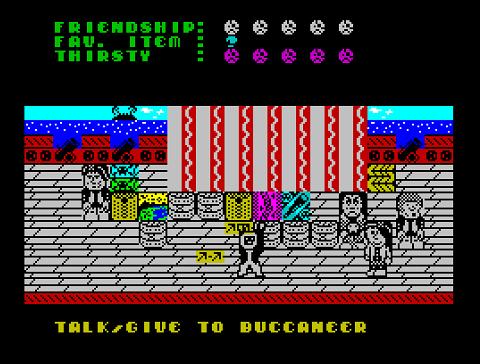 FRIENDSHIP:
FAV. ITEM : ?
THIRSTY :
TALK/GIVE TO BUCCANEER